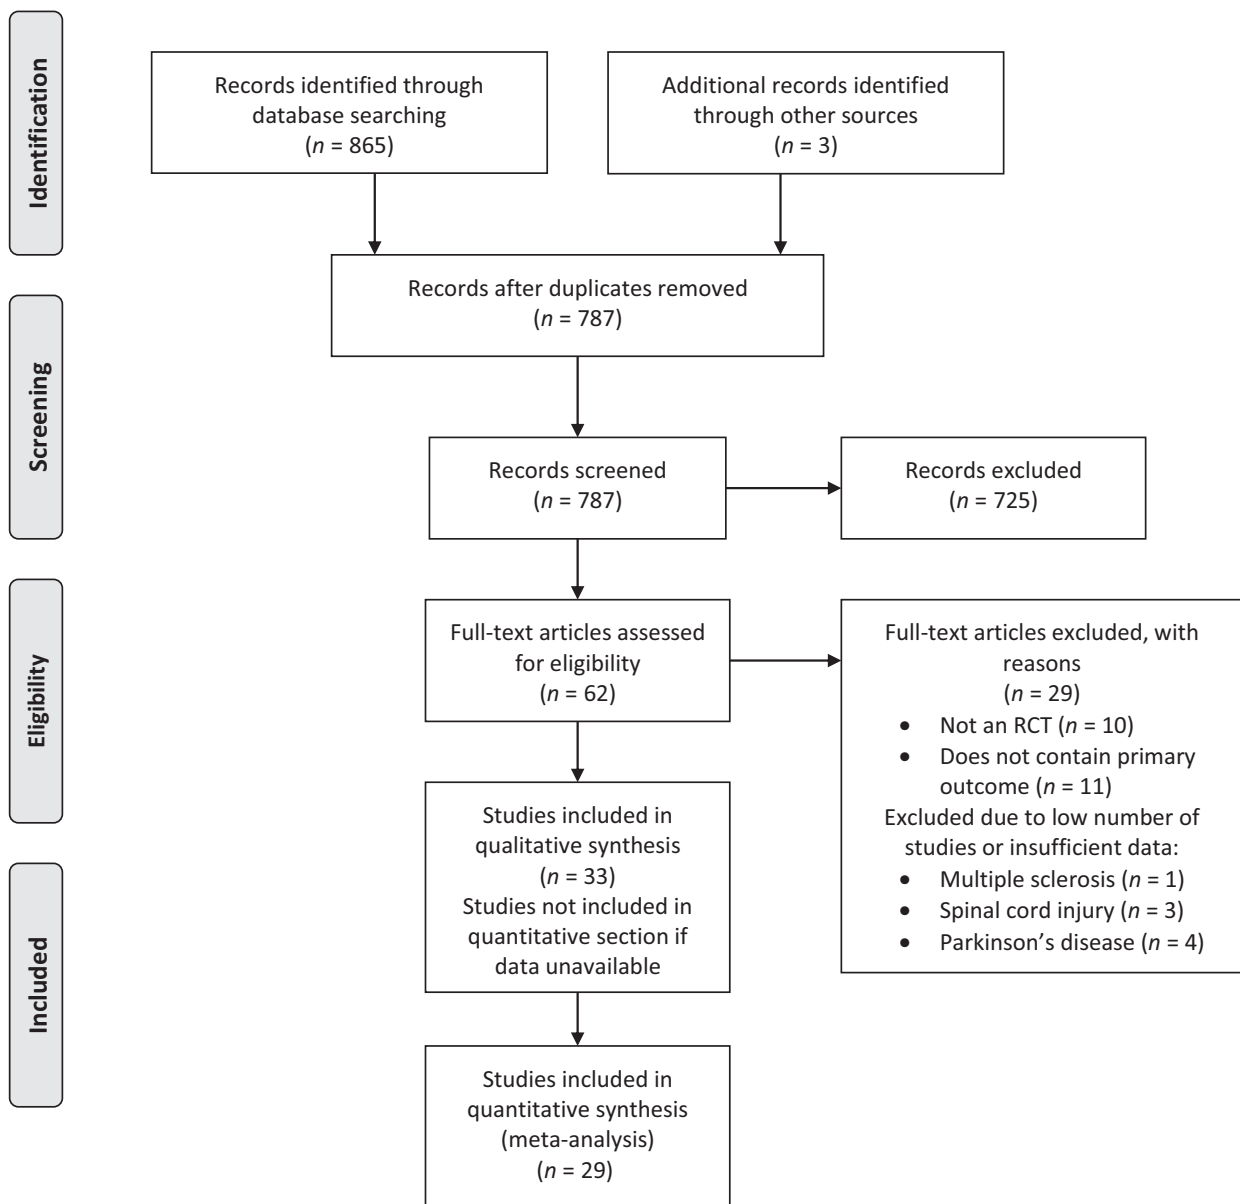 Identification
Records identified through
database searching
(n = 865)
Additional records identified
through other sources
(n = 3)
Records after duplicates removed
(n = 787)
Screening
Records screened
(n = 787)
Records excluded
(n = 725)
Eligibility
Full-text articles assessed
for eligibility
(n = 62)
Full-text articles excluded, with
reasons
(n = 29)
• Not an RCT (n = 10)
• Does not contain primary
outcome (n = 11)
Excluded due to low number of
studies or insufficient data:
• Multiple sclerosis (n = 1)
• Spinal cord injury (n = 3)
• Parkinson’s disease (n = 4)
Studies included in
qualitative synthesis
(n = 33)
Studies not included in
quantitative section if
data unavailable
Included
Studies included in
quantitative synthesis
(meta-analysis)
(n = 29)